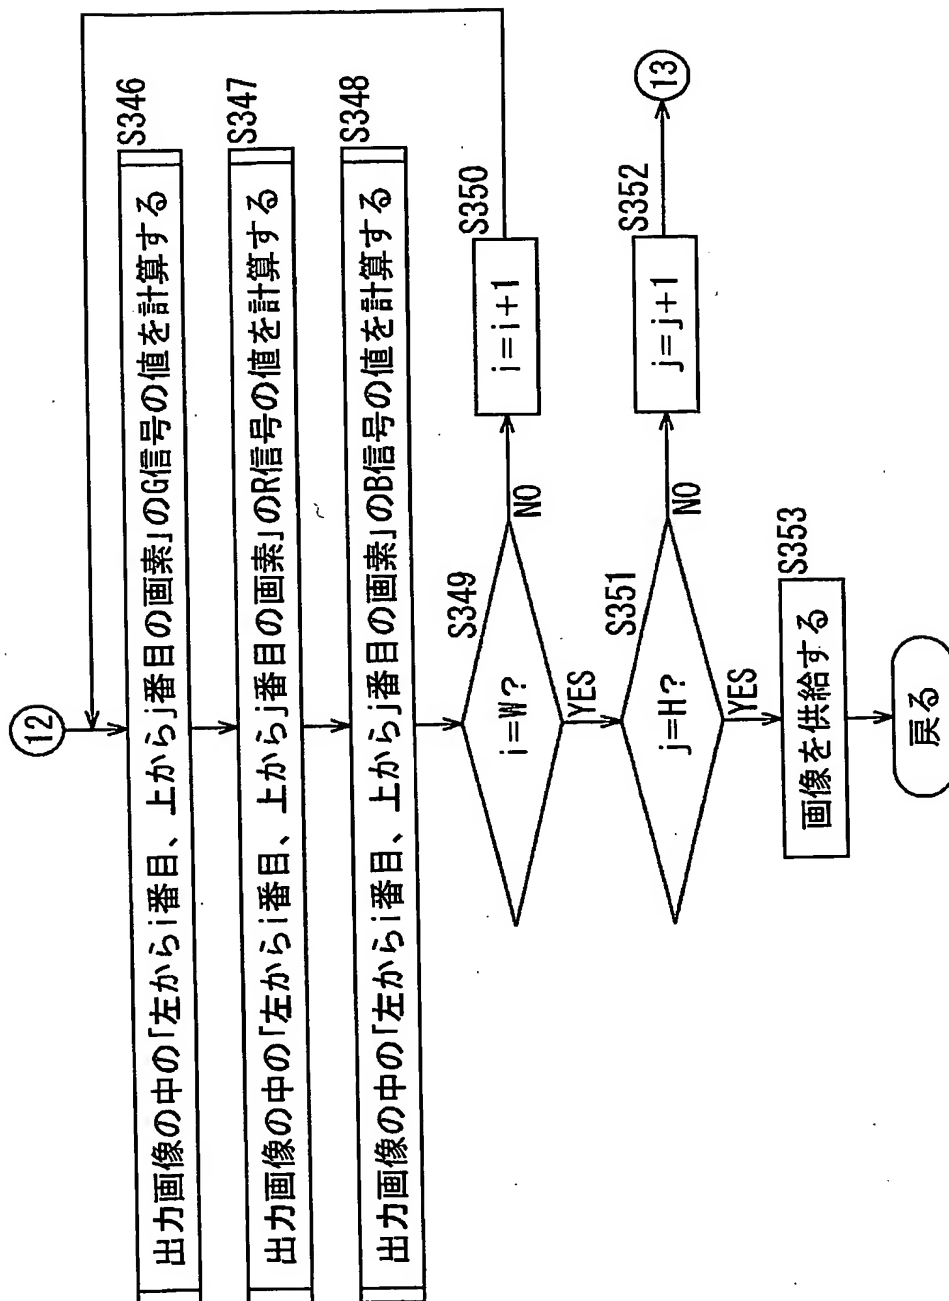 12
S346
出力画像の中の「左からi番目、上からj番目の画素」のG信号の値を計算する
S347
出力画像の中の「左からi番目、上からj番目の画素」のR信号の値を計算する
S348
出力画像の中の「左からi番目、上からj番目の画素」のB信号の値を計算する
S349
i=W?
NO
S350
i=i+1
YES
S351
j=H?
NO
S352
j=j+1
13
YES
S353
画像を供給する
戻る